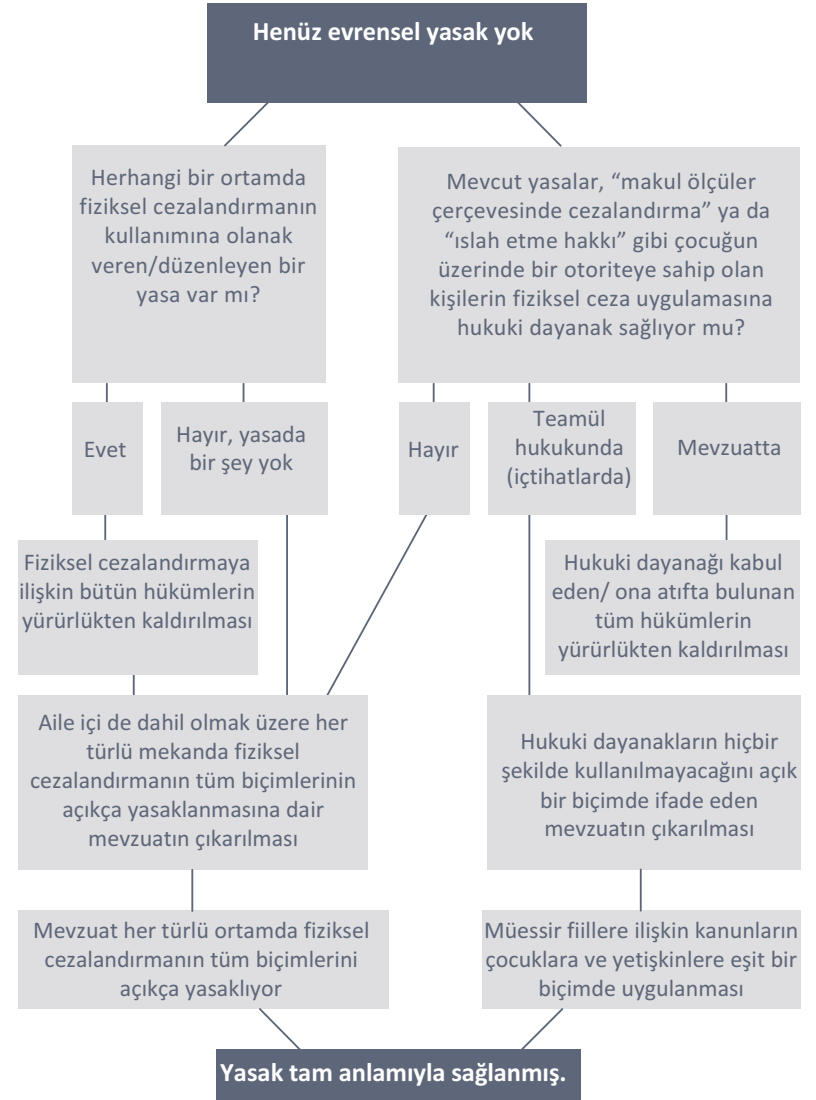 Henüz evrensel yasak yok
Herhangi bir ortamda
fiziksel cezalandırmanın
kullanımına olanak
veren/düzenleyen bir
yasa var mı?
Mevcut yasalar, “makul ölçüler
çerçevesinde cezalandırma” ya da
“ıslah etme hakkı” gibi çocuğun
üzerinde bir otoriteye sahip olan
kişilerin fiziksel ceza uygulamasına
hukuki dayanak sağlıyor mu?
Evet
Hayır, yasada
bir şey yok
Hayır
Teamül
hukukunda
(içtihatlarda)
Mevzuatta
Fiziksel cezalandırmaya
ilişkin bütün hükümlerin
yürürlükten kaldırılması
Hukuki dayanağı kabul
eden/ ona atıfta bulunan
tüm hükümlerin
yürürlükten kaldırılması
Aile içi de dahil olmak üzere her
türlü mekanda fiziksel
cezalandırmanın tüm biçimlerinin
açıkça yasaklanmasına dair
mevzuatın çıkarılması
Hukuki dayanakların hiçbir
şekilde kullanılmayacağını açık
bir biçimde ifade eden
mevzuatın çıkarılması
Mevzuat her türlü ortamda fiziksel
cezalandırmanın tüm biçimlerini
açıkça yasaklıyor
Müessir fiillere ilişkin kanunların
çocuklara ve yetişkinlere eşit bir
biçimde uygulanması
Yasak tam anlamıyla sağlanmış.